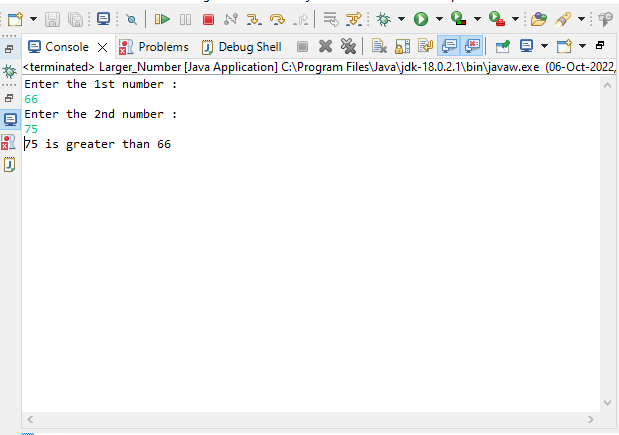 Console
Problems
Debug Shell
<terminated> Larger_Number [Java Application] C:\Program Files\Java\jdk-18.0.2.1\bin\javaw.exe (06-Oct-2022,
Enter the 1st number :
66
Enter the 2nd number :
75
75 is greater than 66